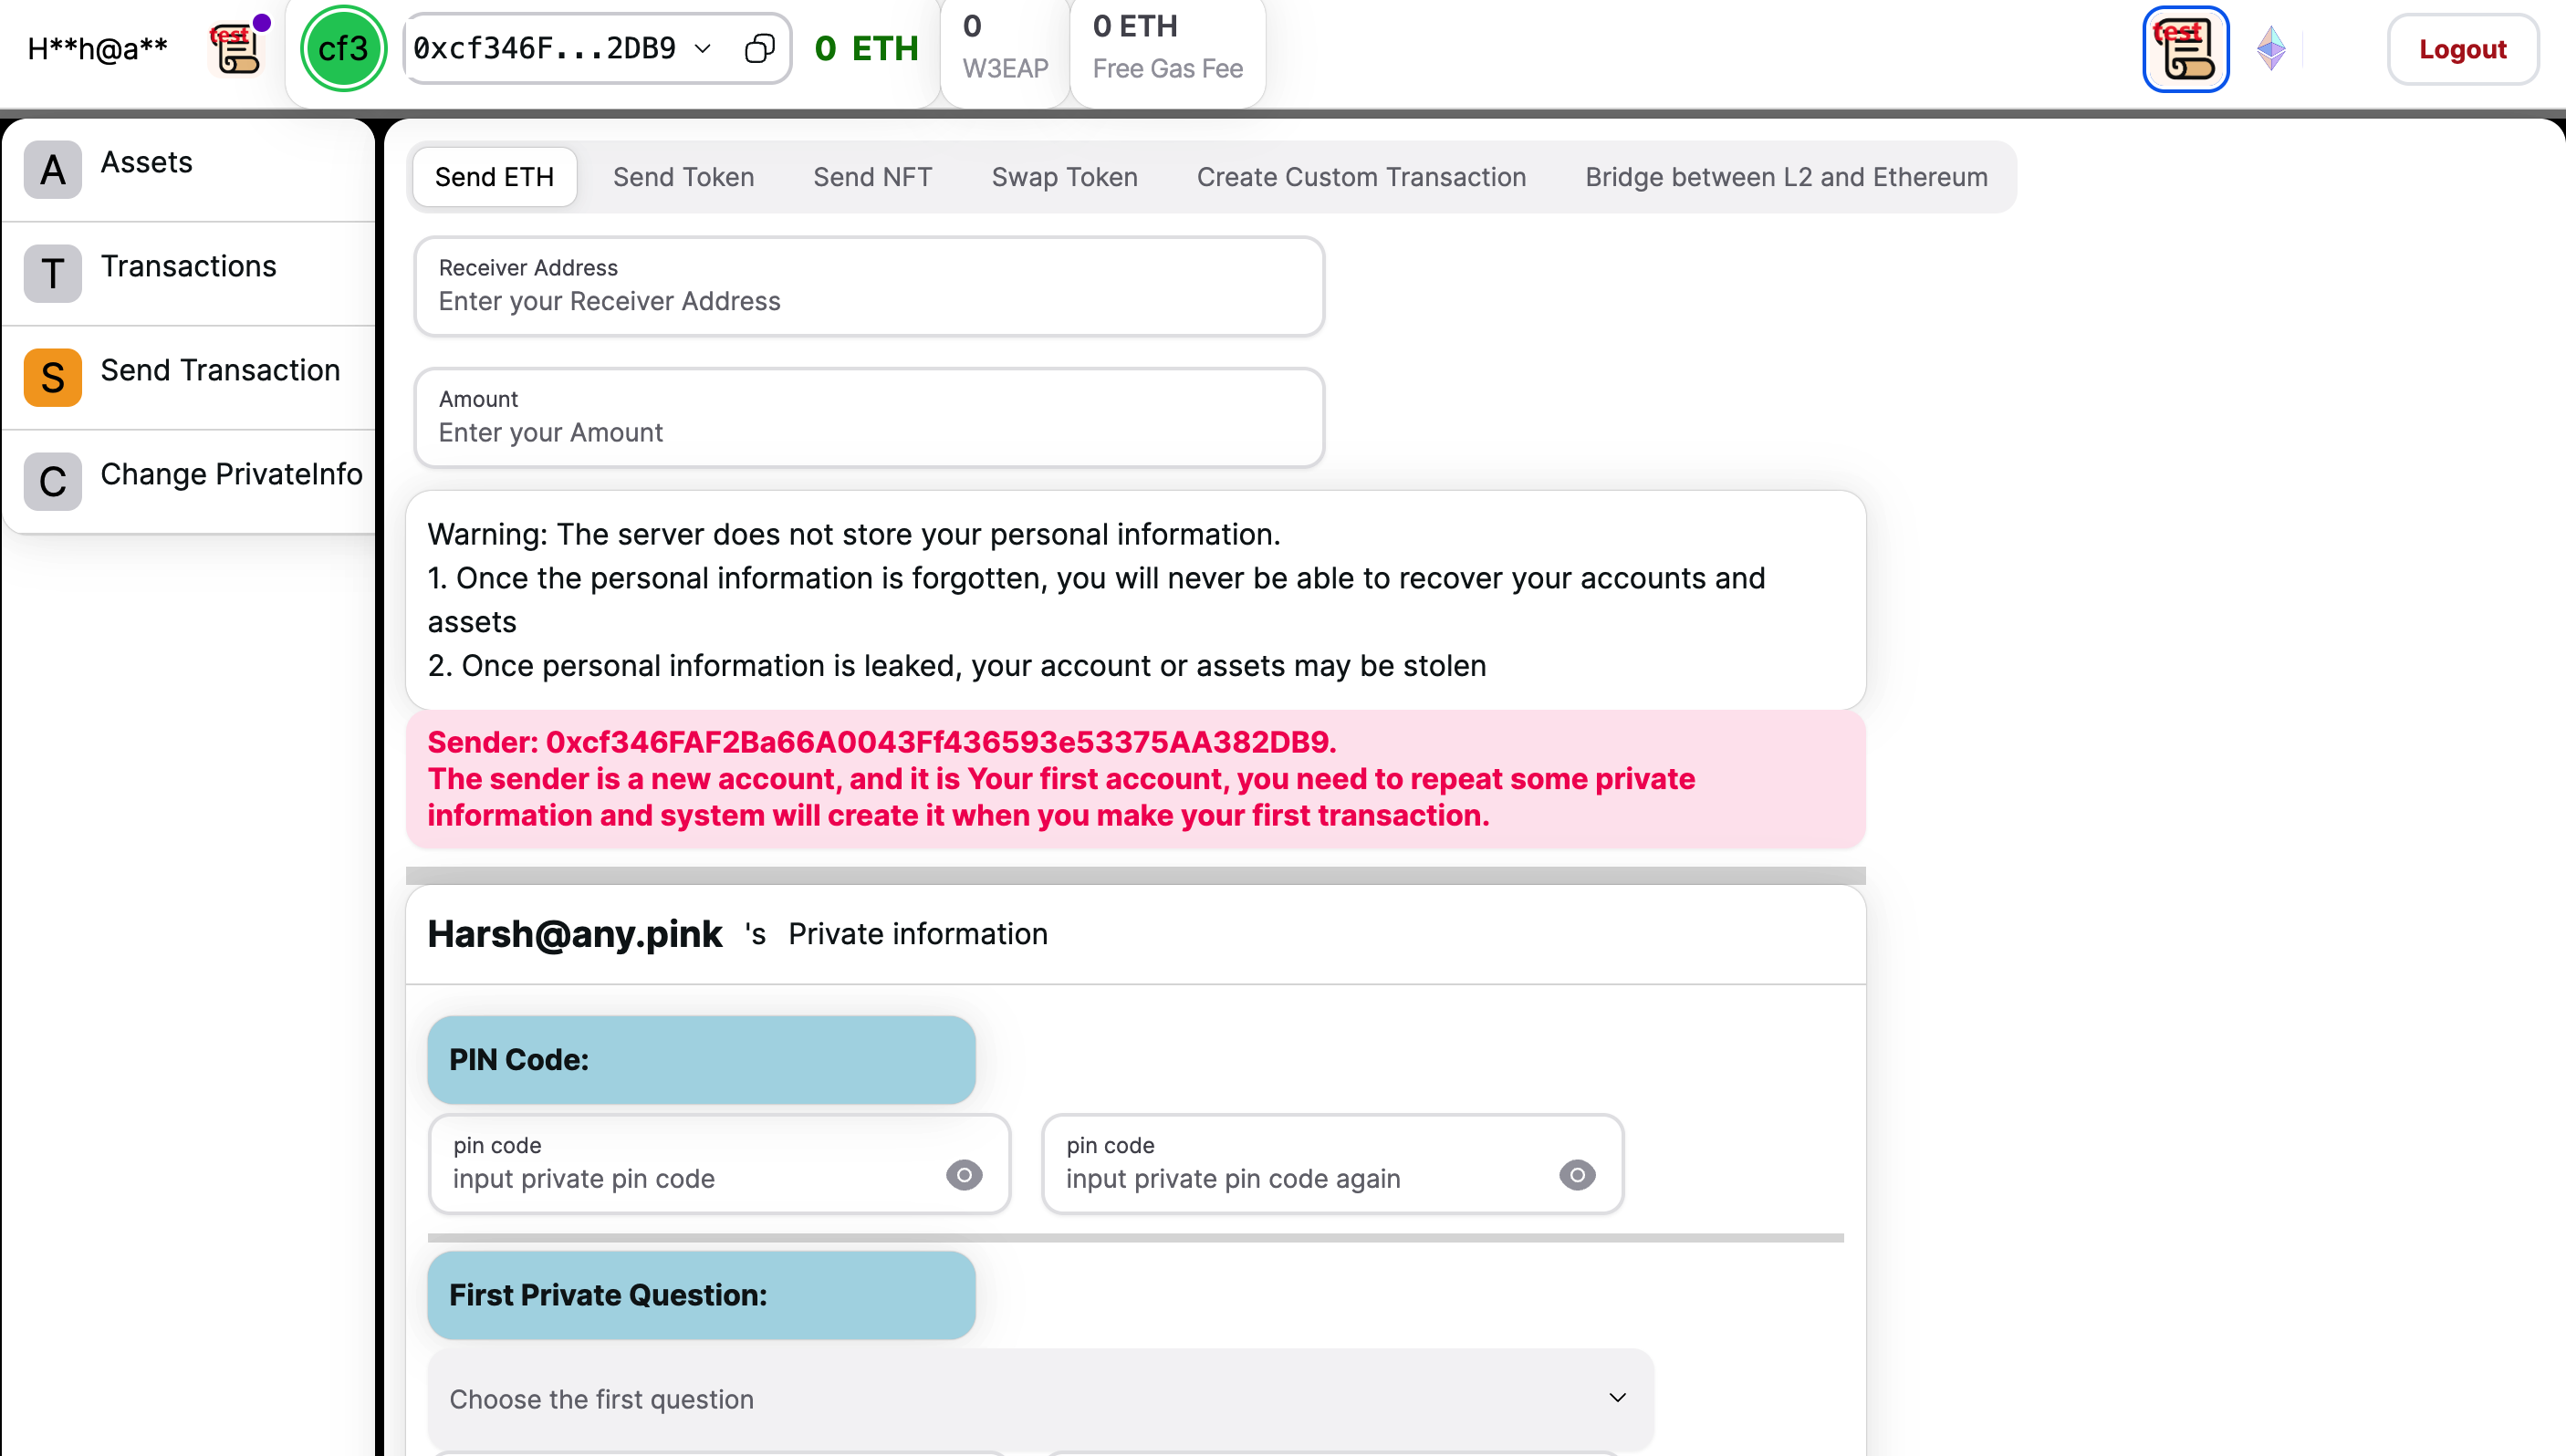 H**h@a**
test
cf3
0xcf346F...2DB9
0 ETH
0
W3EAP
0 ETH
Free Gas Fee
test
Logout
A Assets
T Transactions
S Send Transaction
C Change PrivateInfo
Send ETH Send Token Send NFT Swap Token Create Custom Transaction Bridge between L2 and Ethereum
Receiver Address
Enter your Receiver Address
Amount
Enter your Amount
Warning: The server does not store your personal information.
1. Once the personal information is forgotten, you will never be able to recover your accounts and
assets
2. Once personal information is leaked, your account or assets may be stolen
Sender: 0xcf346FAF2Ba66A0043Ff436593e53375AA382DB9.
The sender is a new account, and it is Your first account, you need to repeat some private
information and system will create it when you make your first transaction.
Harsh@any.pink 's Private information
PIN Code:
pin code
input private pin code
pin code
input private pin code again
First Private Question:
Choose the first question